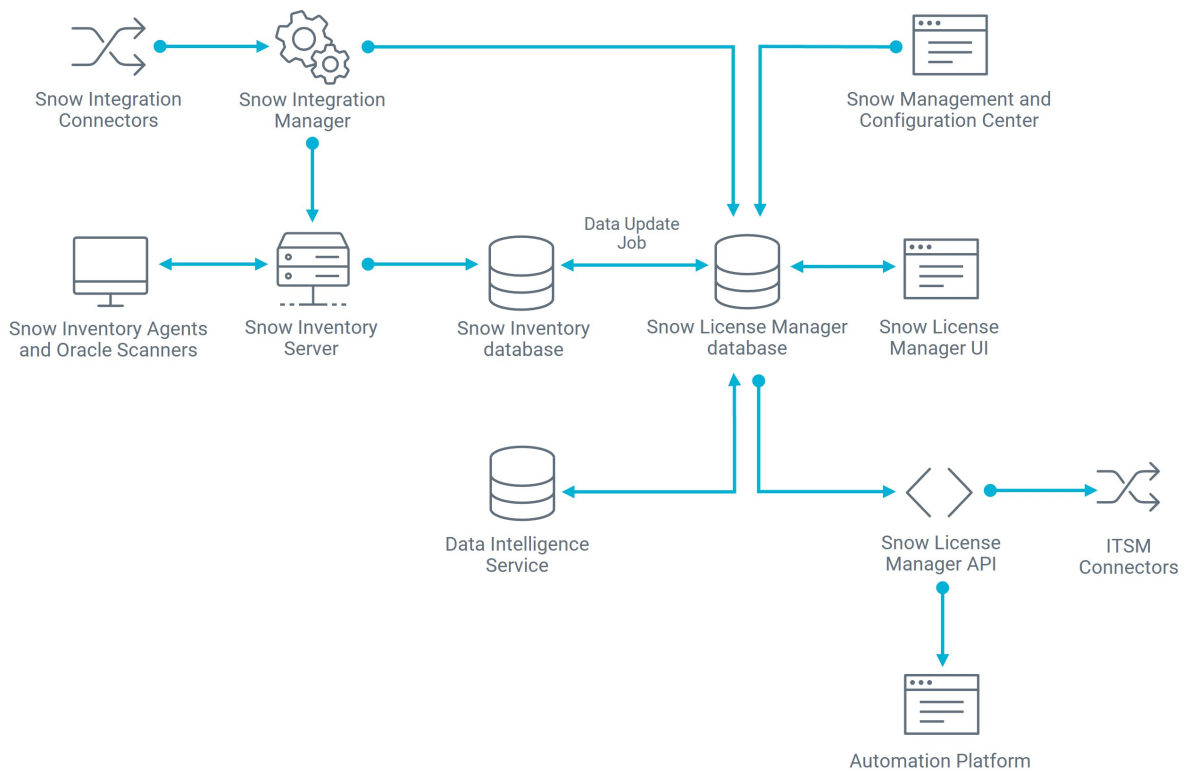 Snow Integration
Connectors
Snow Integration
Manager
Snow Management and
Configuration Center
Data Update
Job
Snow Inventory Agents
and Oracle Scanners
Snow Inventory
Server
Snow Inventory
database
Snow License Manager
database
Snow License
Manager UI
Data Intelligence
Service
Snow License
Manager API
ITSM
Connectors
Automation Platform